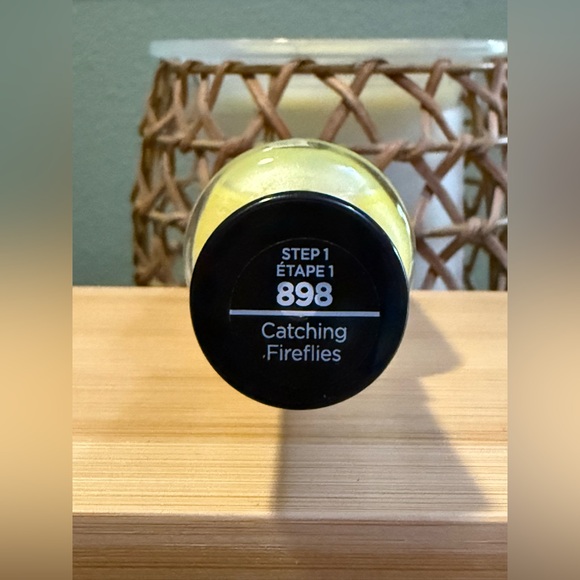 STEP 1
ÉTAPE 1
898
Catching
Fireflies